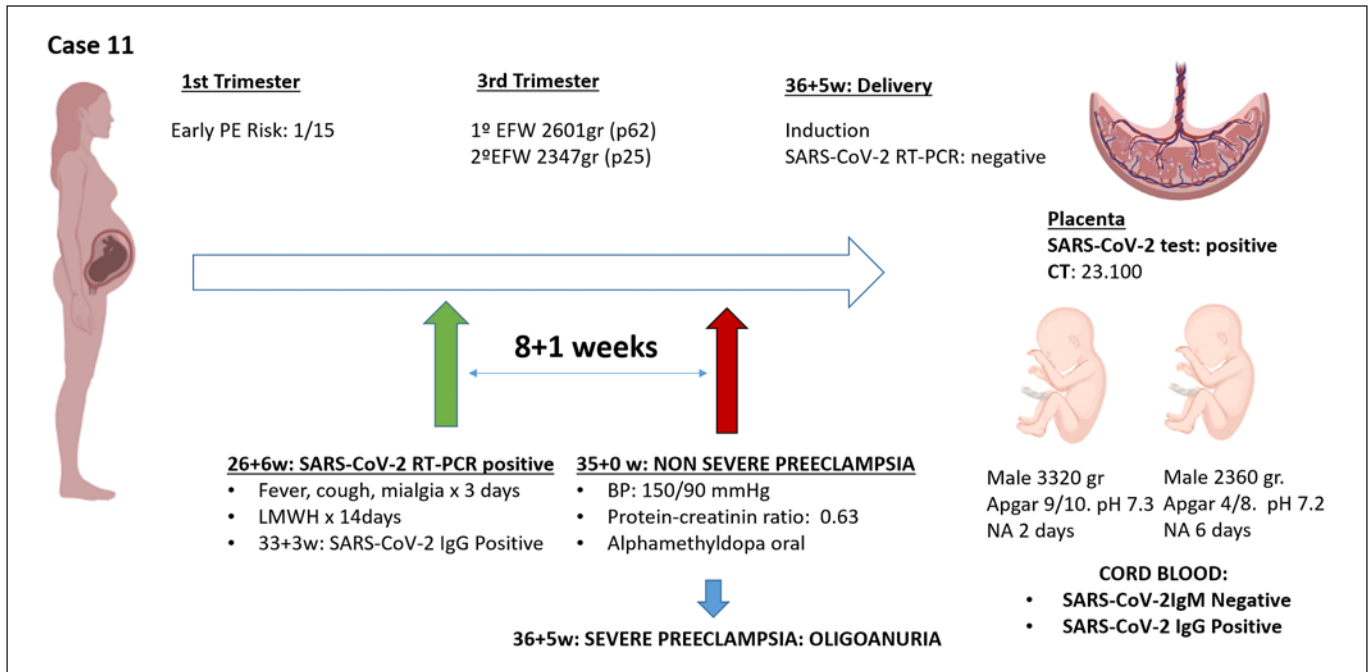 Case 11
1st Trimester
Early PE Risk: 1/15
3rd Trimester
1º EFW 2601gr (p62)
2ºEFW 2347gr (p25)
36+5w: Delivery
Induction
SARS-CoV-2 RT-PCR: negative
Placenta
SARS-CoV-2 test: positive
CT: 23.100
8+1 weeks
26+6w: SARS-CoV-2 RT-PCR positive
• Fever, cough, mialgia x 3 days
• LMWH x 14days
• 33+3w: SARS-CoV-2 IgG Positive
35+0 w: NON SEVERE PREECLAMPSIA
• BP: 150/90 mmHg
• Protein-creatinin ratio: 0.63
• Alphamethyldopa oral
36+5w: SEVERE PREECLAMPSIA: OLIGOANURIA
Male 3320 gr
Apgar 9/10. pH 7.3
NA 2 days
Male 2360 gr.
Apgar 4/8. pH 7.2
NA 6 days
CORD BLOOD:
• SARS-CoV-2IgM Negative
• SARS-CoV-2 IgG Positive